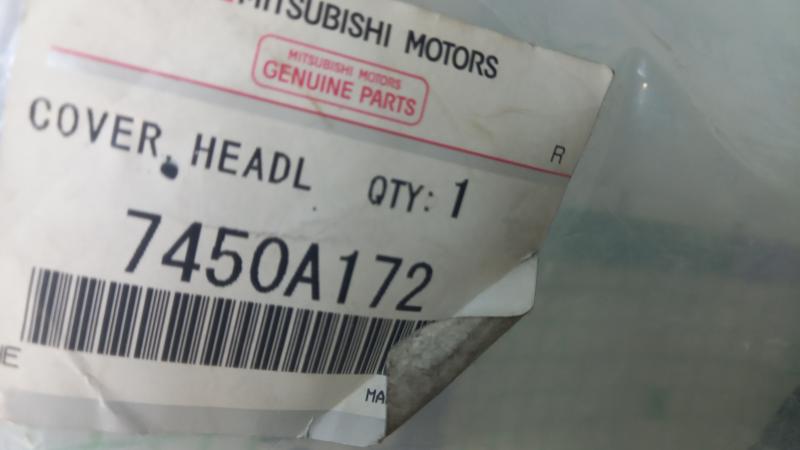 MITSUBISHI MOTORS
MITSUBISHI MOTORS
GENUINE PARTS
R
COVER, HEADL QTY: 1
7450A172